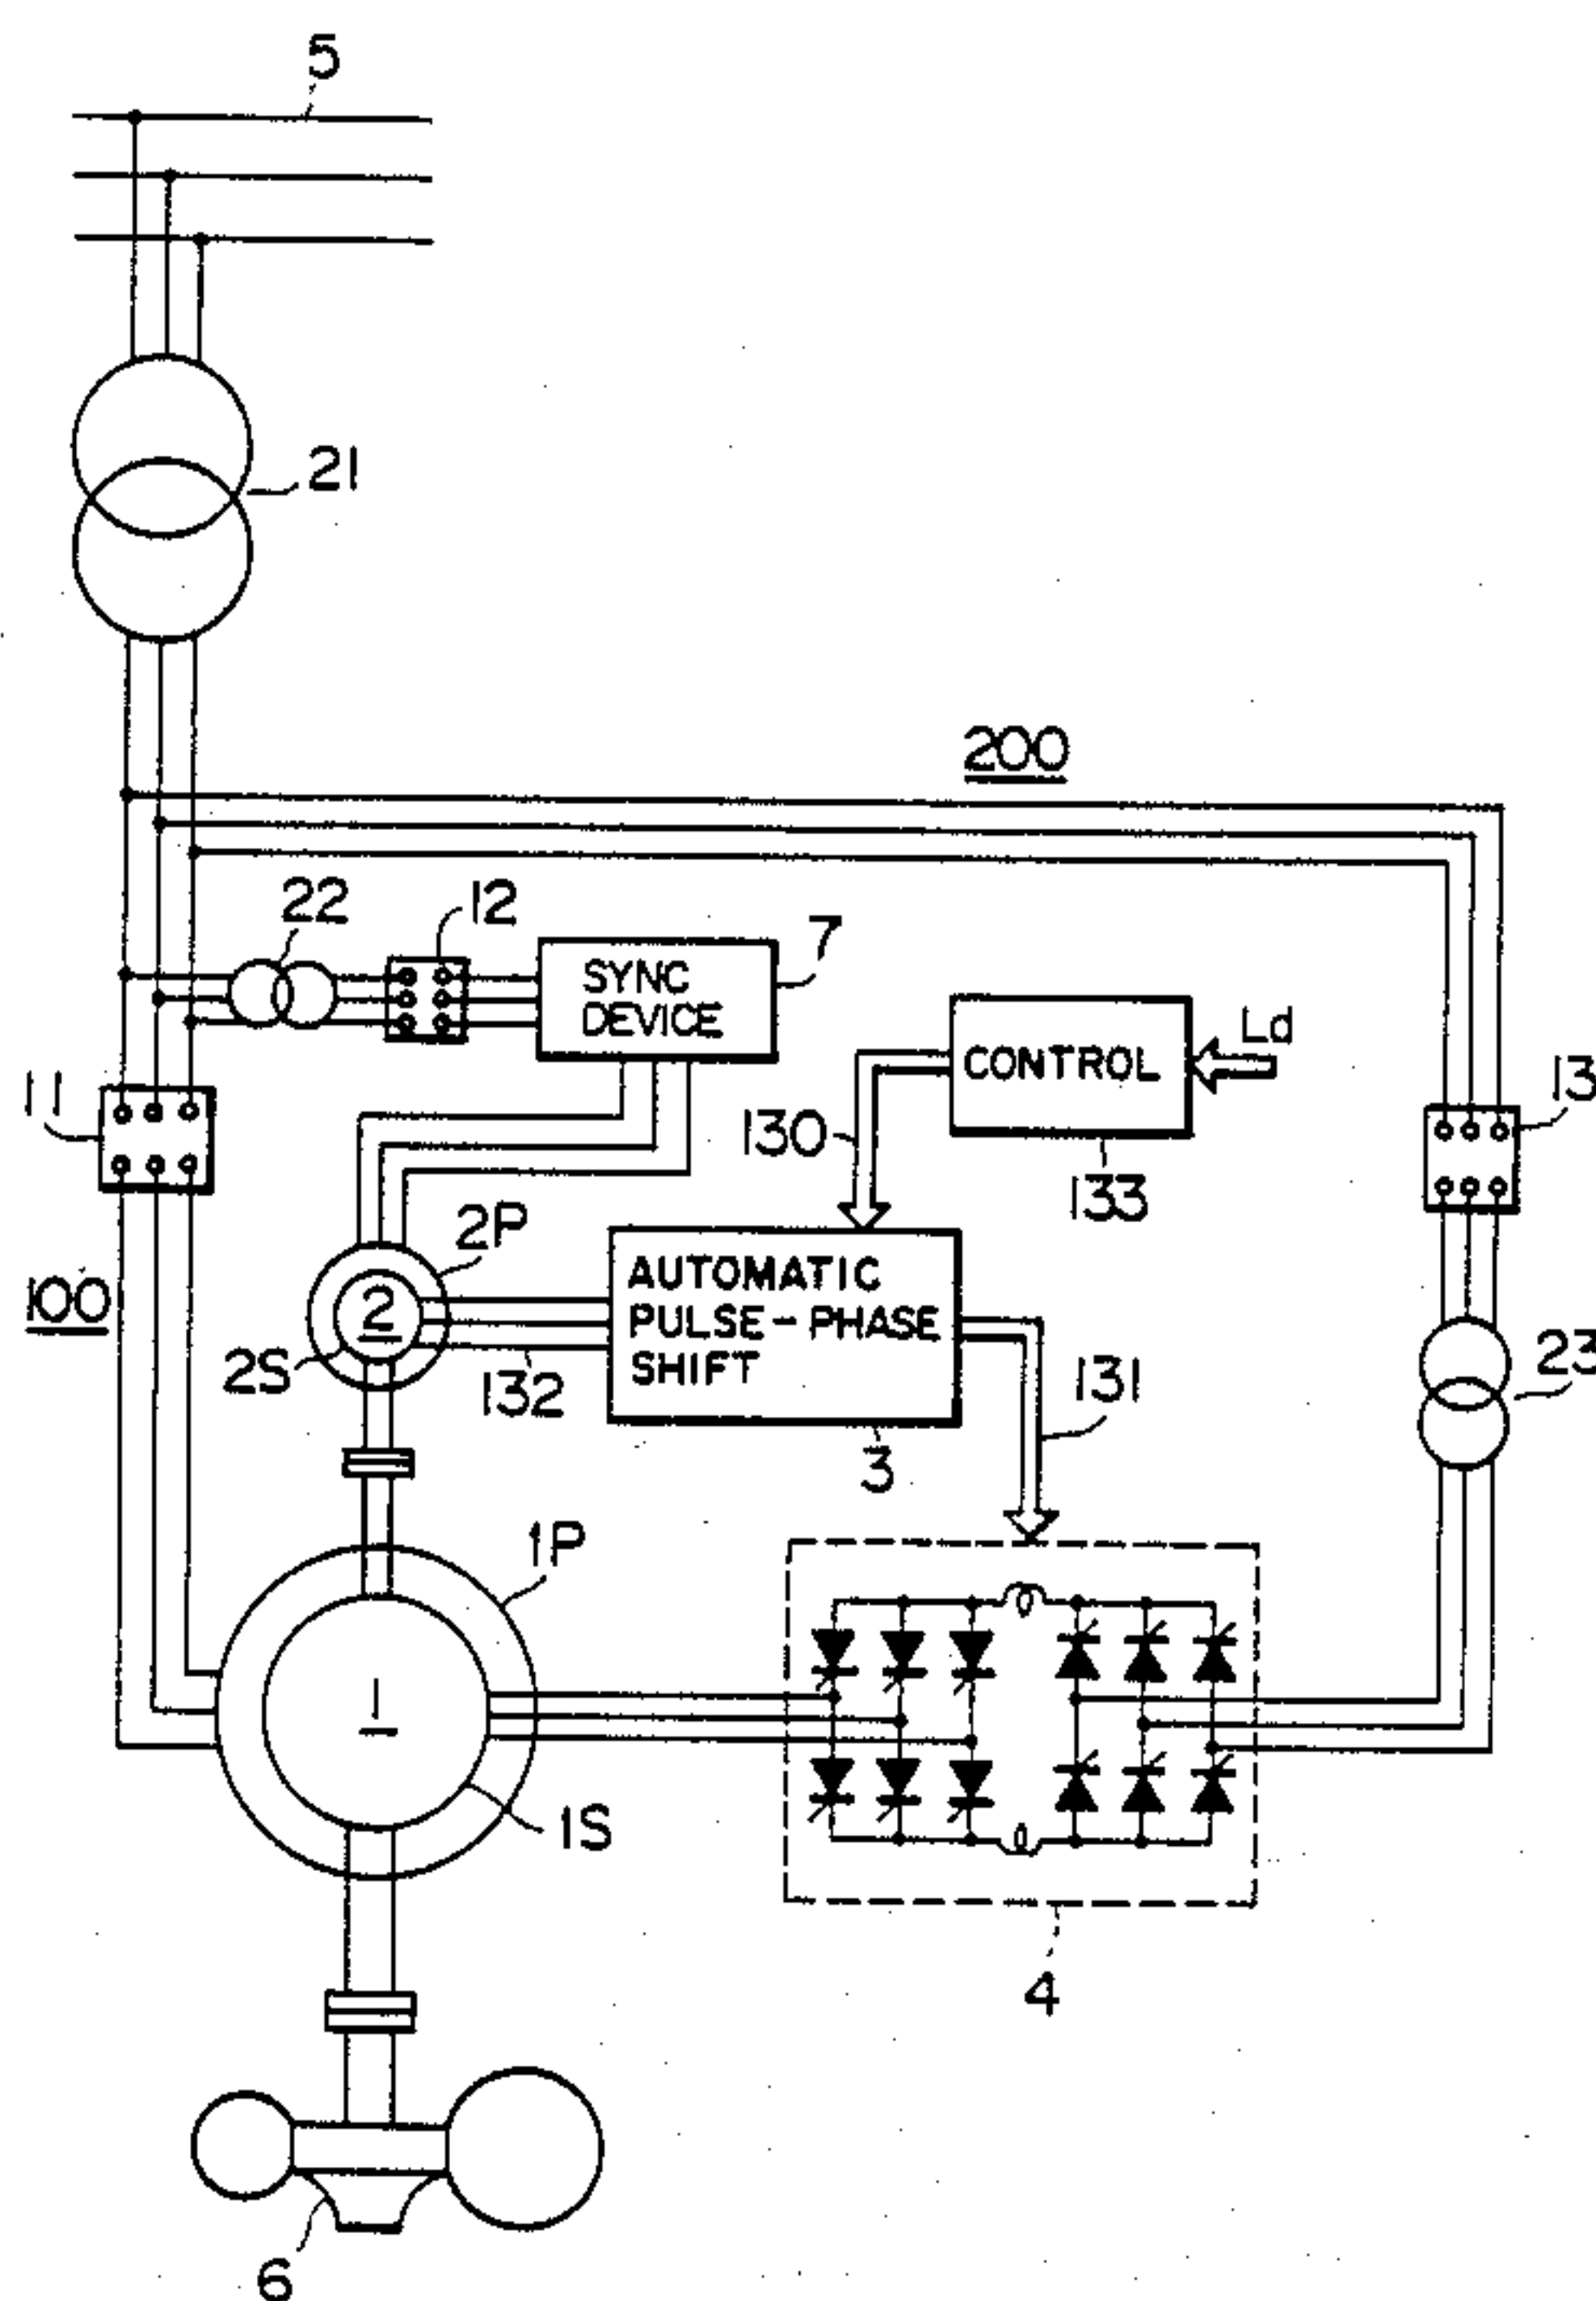 5
21
200
22
12
7
SYNC
DEVICE
CONTROL
Ld
11
13
130
133
2P
100
2
2S
AUTOMATIC
PULSE-PHASE
SHIFT
132
131
23
3
1P
1
1S
4
6